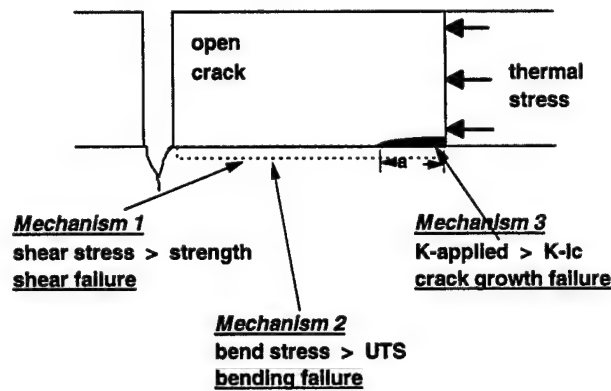 open
crack
thermal
stress
a
Mechanism 1
shear stress > strength
shear failure
Mechanism 3
K-applied > K-ic
crack growth failure
Mechanism 2
bend stress > UTS
bending failure